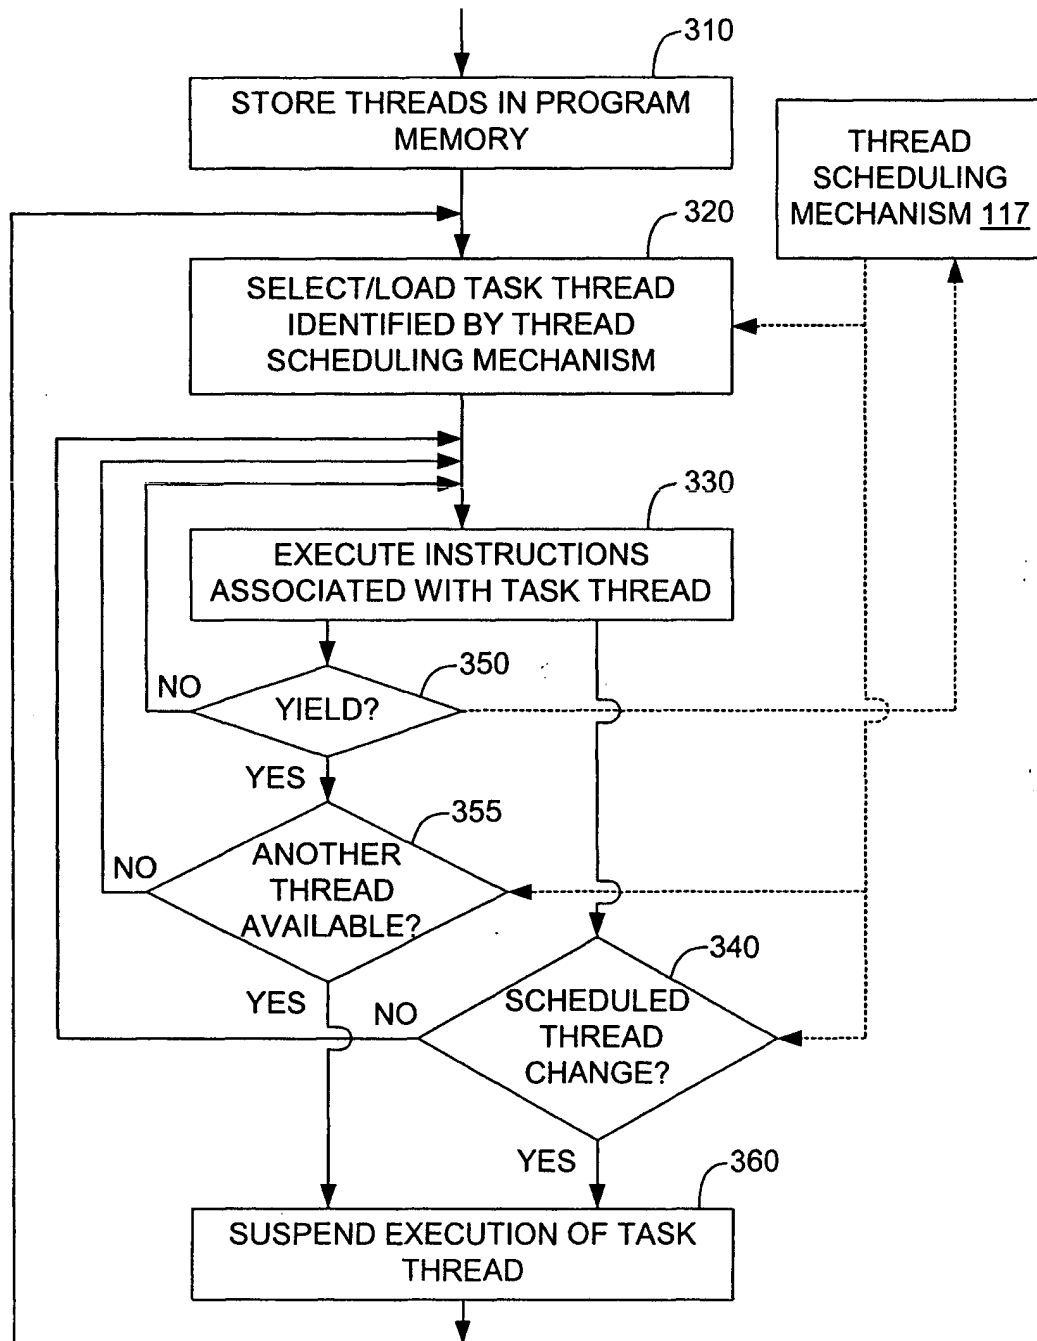 310
STORE THREADS IN PROGRAM
MEMORY
THREAD
SCHEDULING
MECHANISM 117
320
SELECT/LOAD TASK THREAD
IDENTIFIED BY THREAD
SCHEDULING MECHANISM
330
EXECUTE INSTRUCTIONS
ASSOCIATED WITH TASK THREAD
350
NO
YIELD?
YES
355
NO
ANOTHER
THREAD
AVAILABLE?
YES
340
NO
SCHEDULED
THREAD
CHANGE?
YES
360
SUSPEND EXECUTION OF TASK
THREAD